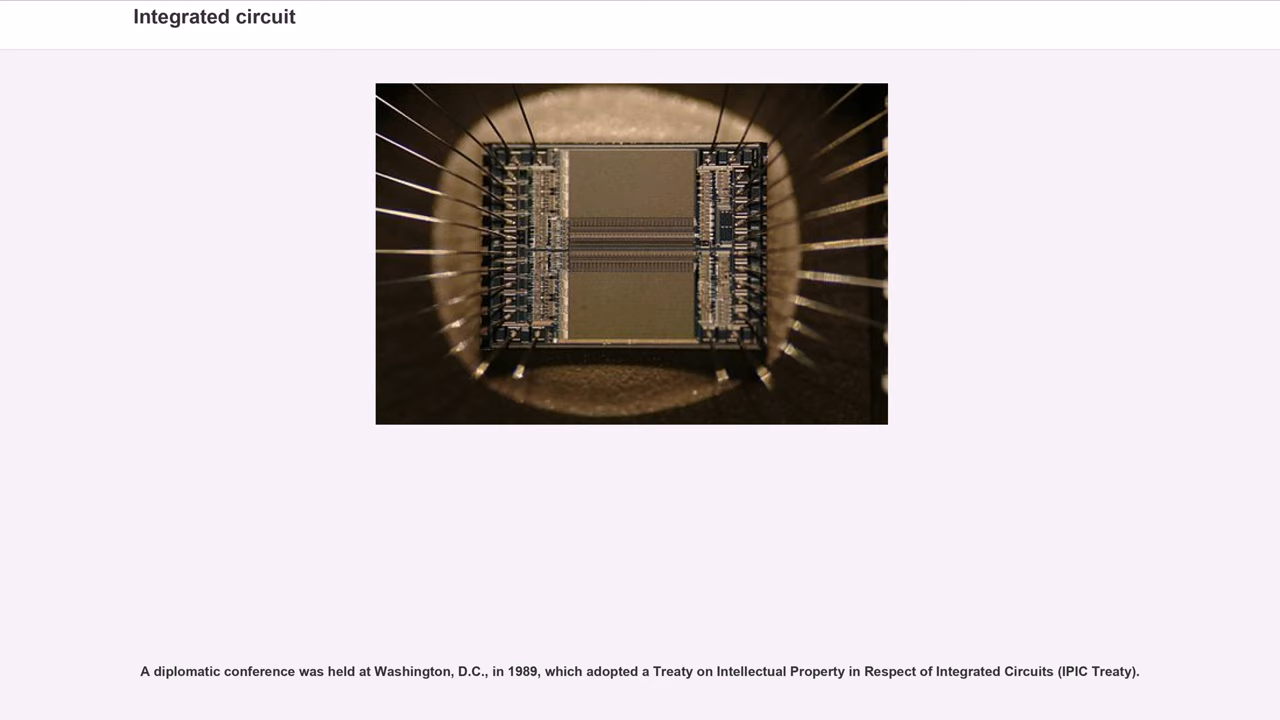 Integrated circuit
A diplomatic conference was held at Washington, D.C., in 1989, which adopted a Treaty on Intellectual Property in Respect of Integrated Circuits (IPIC Treaty).